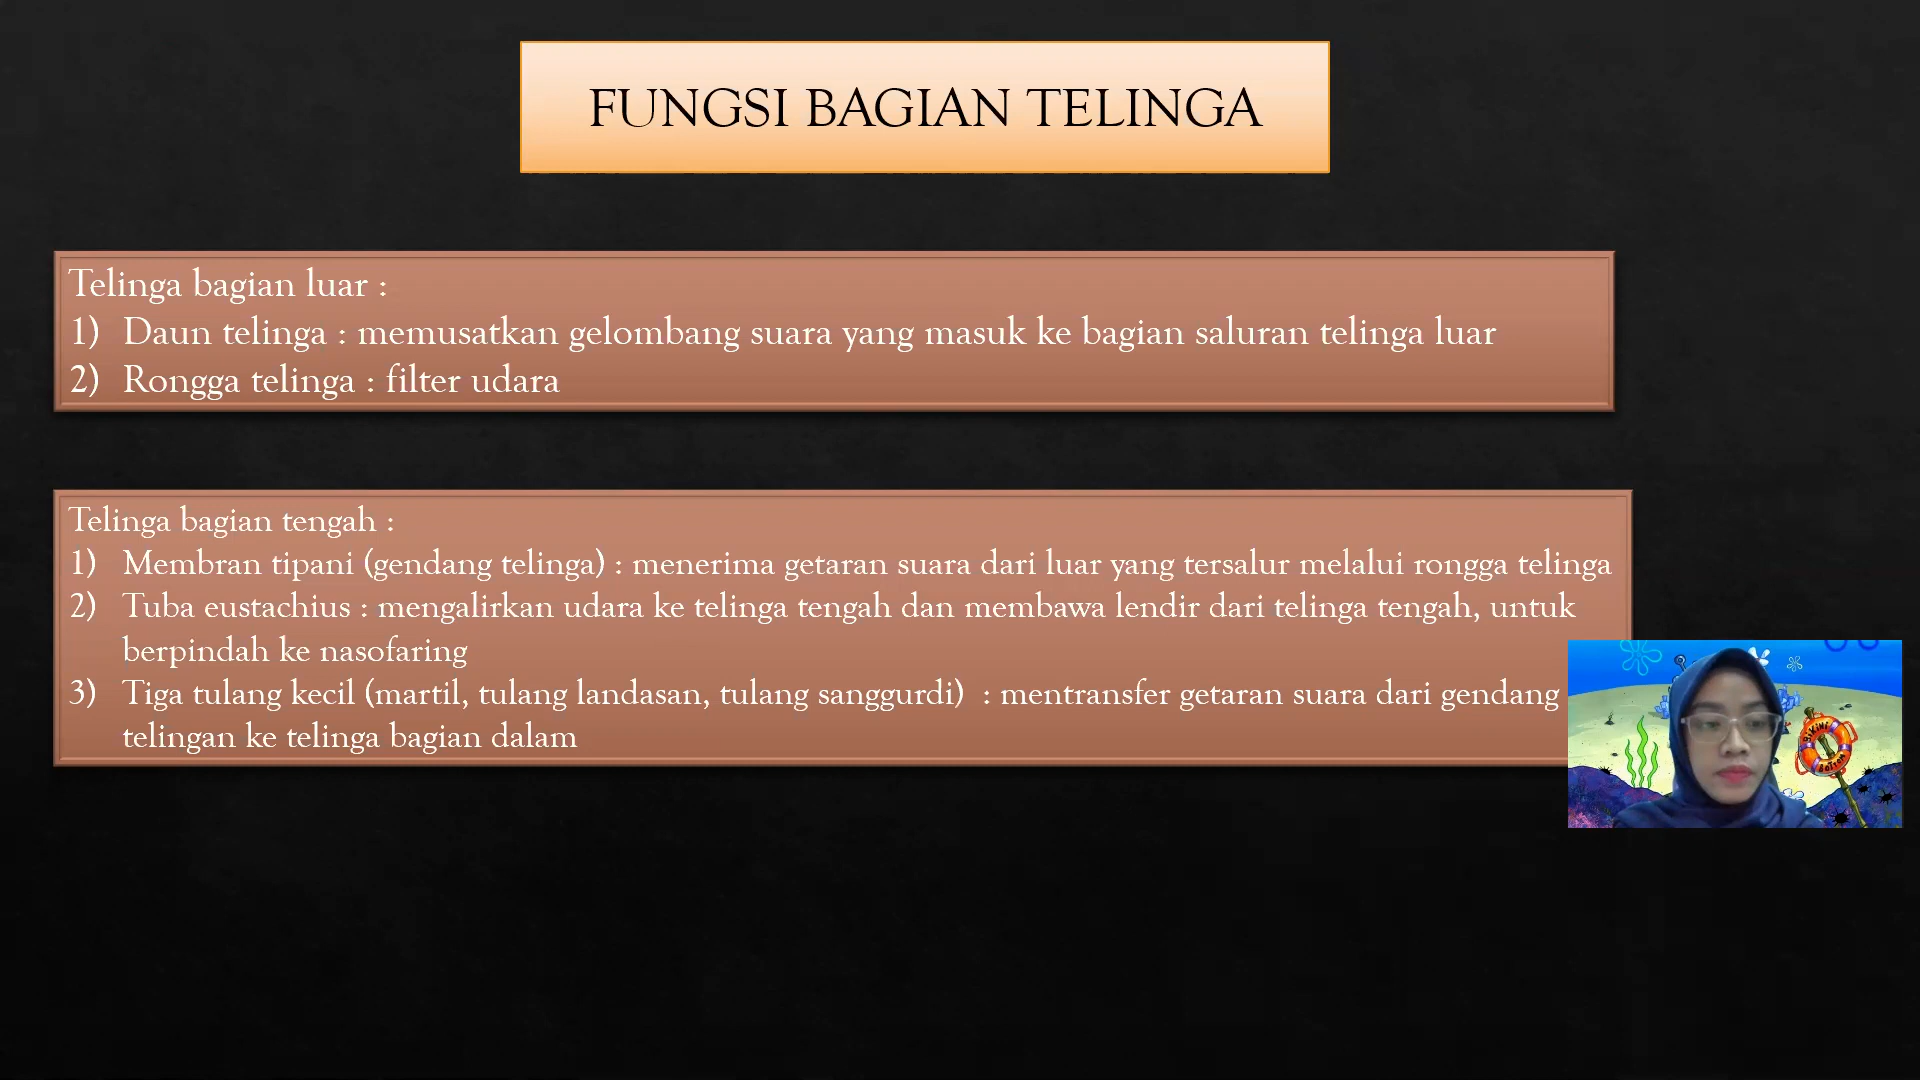 FUNGSI BAGIAN TELINGA
Telinga bagian luar :
1) Daun telinga : memusatkan gelombang suara yang masuk ke bagian saluran telinga luar
2) Rongga telinga : filter udara
Telinga bagian tengah :
1) Membran tipani (gendang telinga) : menerima getaran suara dari luar yang tersalur melalui rongga telinga
2) Tuba eustachius : mengalirkan udara ke telinga tengah dan membawa lendir dari telinga tengah, untuk
berpindah ke nasofaring
3) Tiga tulang kecil (martil, tulang landasan, tulang sanggurdi) : mentransfer getaran suara dari gendang
telingan ke telinga bagian dalam
BIKINI
BOTTOM